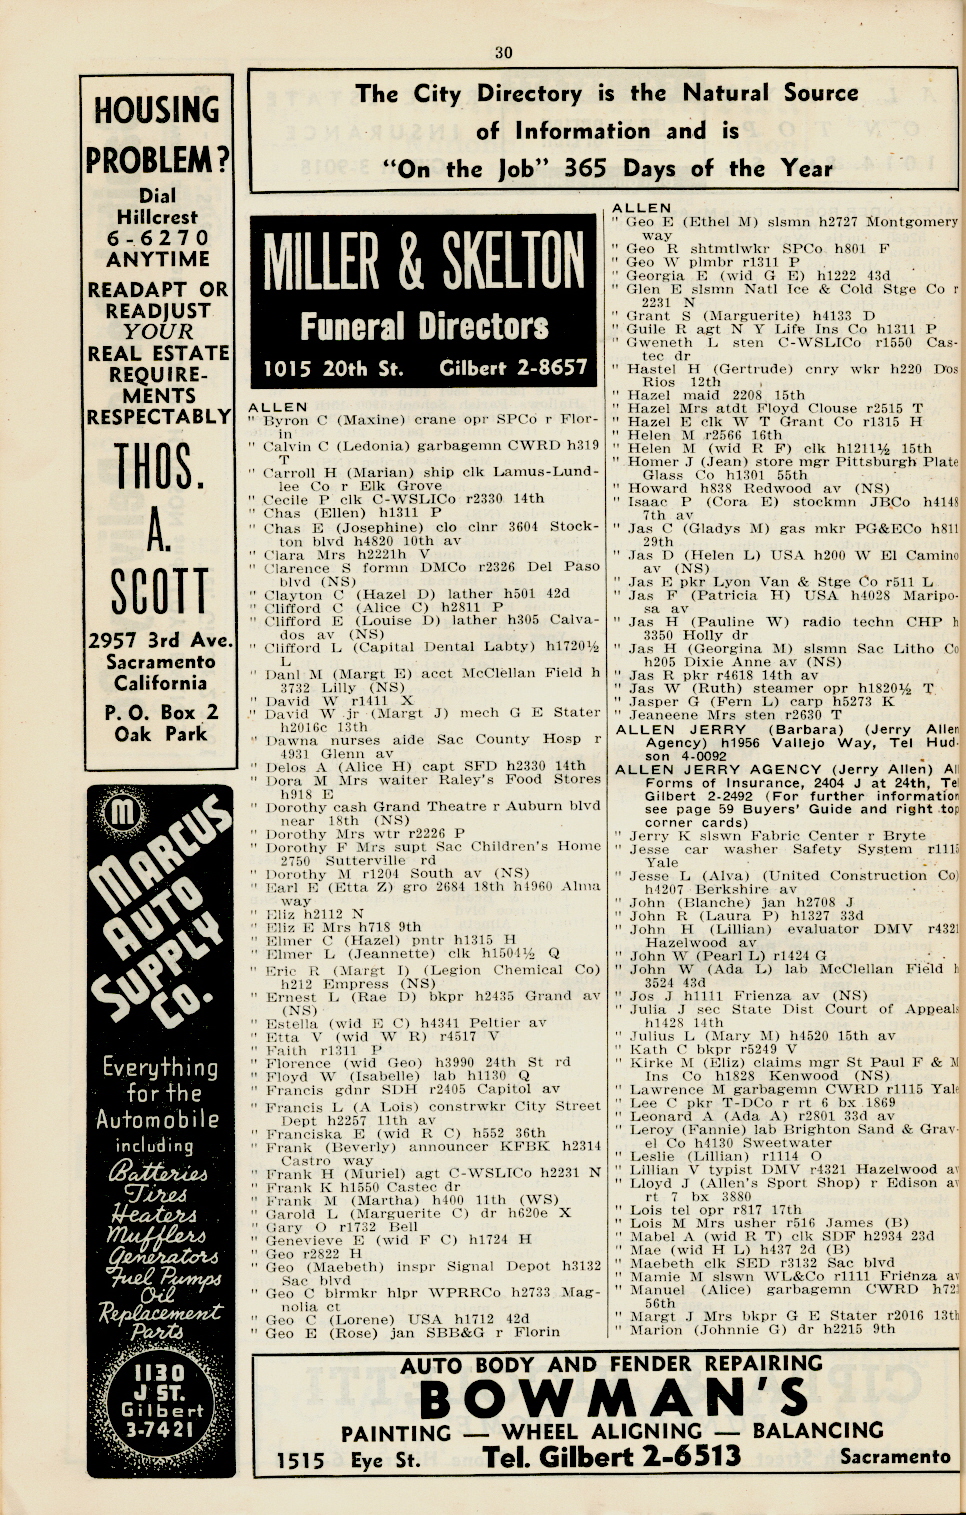 30
HOUSING
PROBLEM?
Dial
Hillcrest
6-6270
ANYTIME
READAPT OR
READJUST
YOUR
REAL ESTATE
REQUIRE-
MENTS
RESPECTABLY
THOS.
A.
SCOTT
2957 3rd Ave.
Sacramento
California
P. O. Box 2
Oak Park
M
MARCUS
AUTO
SUPPLY
CO.
Everything
for the
Automobile
including
Batteries
Tires
Heaters
Mufflers
Generators
Fuel Pumps
Oil
Replacement
Parts
1130
J ST.
Gilbert
3-7421
The City Directory is the Natural Source
of Information and is
"On the Job" 365 Days of the Year
MILLER & SKELTON
Funeral Directors
1015 20th St. Gilbert 2-8657
ALLEN
" Byron C (Maxine) crane opr SPCo r Flor-
in
" Calvin C (Ledonia) garbagemn CWRD h319
T
" Carroll H (Marian) ship clk Lamus-Lund-
lee Co r Elk Grove
" Cecile P clk C-WSLICo r2330 14th
" Chas (Ellen) h1311 P
" Chas E (Josephine) clo clnr 3604 Stock-
ton blvd h4820 10th av
" Clara Mrs h2221h V
" Clarence S formn DMCo r2326 Del Paso
blvd (NS)
" Clayton C (Hazel D) lather h501 42d
" Clifford C (Alice C) h2811 P
" Clifford E (Louise D) lather h305 Calva-
dos av (NS)
" Clifford L (Capital Dental Labty) h1720½
L
" Danl M (Margt E) acct McClellan Field h
3732 Lilly (NS)
" David W r1411 X
" David W jr (Margt J) mech G E Stater
h2016c 13th
" Dawna nurses aide Sac County Hosp r
4931 Glenn av
" Delos A (Alice H) capt SFD h2330 14th
" Dora M Mrs waiter Raley's Food Stores
h918 E
" Dorothy cash Grand Theatre r Auburn blvd
near 18th (NS)
" Dorothy Mrs wtr r2226 P
" Dorothy F Mrs supt Sac Children's Home
2750 Sutterville rd
" Dorothy M r1204 South av (NS)
" Earl E (Etta Z) gro 2684 18th h4960 Alma
way
" Eliz h2112 N
" Eliz E Mrs h718 9th
" Elmer C (Hazel) pntr h1315 H
" Elmer L (Jeannette) clk h1504½ Q
" Eric R (Margt I) (Legion Chemical Co)
h212 Empress (NS)
" Ernest L (Rae D) bkpr h2435 Grand av
(NS)
" Estella (wid E C) h4341 Peltier av
" Etta V (wid W R) r4517 V
" Faith r1311 P
" Florence (wid Geo) h3990 24th St rd
" Floyd W (Isabelle) lab h1130 Q
" Francis gdnr SDH r2405 Capitol av
" Francis L (A Lois) constrwkr City Street
Dept h2257 11th av
" Franciska E (wid R C) h552 36th
" Frank (Beverly) announcer KFBK h2314
Castro way
" Frank H (Muriel) agt C-WSLICo h2231 N
" Frank K h1550 Castec dr
" Frank M (Martha) h400 11th (WS)
" Garold L (Marguerite C) dr h620e X
" Gary O r1732 Bell
" Genevieve E (wid F C) h1724 H
" Geo r2822 H
" Geo (Maebeth) inspr Signal Depot h3132
Sac blvd
" Geo C blrmkr hlpr WPRRCo h2733 Mag-
nolia ct
" Geo C (Lorene) USA h1712 42d
" Geo E (Rose) jan SBB&G r Florin
ALLEN
" Geo E (Ethel M) slsmn h2727 Montgomery
way
" Geo R shtmtlwkr SPCo h801 F
" Geo W plmbr r1311 P
" Georgia E (wid G E) h1222 43d
" Glen E slsmn Natl Ice & Cold Stge Co r
2231 N
" Grant S (Marguerite) h4133 D
" Guile R agt N Y Life Ins Co h1311 P
" Gweneth L sten C-WSLICo r1550 Cas-
tec dr
" Hastel H (Gertrude) cnry wkr h220 Dos
Rios 12th
" Hazel maid 2208 15th
" Hazel Mrs atdt Floyd Clouse r2515 T
" Hazel E clk W T Grant Co r1315 H
" Helen M r2566 16th
" Helen M (wid R F) clk h1211½ 15th
" Homer J (Jean) store mgr Pittsburgh Plate
Glass Co h1301 55th
" Howard h838 Redwood av (NS)
" Isaac P (Cora E) stockmn JBCo h4148
7th av
" Jas C (Gladys M) gas mkr PG&ECo h811
29th
" Jas D (Helen L) USA h200 W El Camino
av (NS)
" Jas E pkr Lyon Van & Stge Co r511 L
" Jas F (Patricia H) USA h4028 Maripo-
sa av
" Jas H (Pauline W) radio techn CHP h
3350 Holly dr
" Jas H (Georgina M) slsmn Sac Litho Co
h205 Dixie Anne av (NS)
" Jas R pkr r4618 14th av
" Jas W (Ruth) steamer opr h1820½ T
" Jasper G (Fern L) carp h5273 K
" Jeaneene Mrs sten r2630 T
ALLEN JERRY (Barbara) (Jerry Allen
Agency) h1956 Vallejo Way, Tel Hud-
son 4-0092
ALLEN JERRY AGENCY (Jerry Allen) All
Forms of Insurance, 2404 J at 24th, Tel
Gilbert 2-2492 (For further information
see page 59 Buyers' Guide and right top
corner cards)
" Jerry K slswn Fabric Center r Bryte
" Jesse car washer Safety System r1115
Yale
" Jesse L (Alva) (United Construction Co)
h4207 Berkshire av
" John (Blanche) jan h2708 J
" John R (Laura P) h1327 33d
" John H (Lillian) evaluator DMV r4321
Hazelwood av
" John W (Pearl L) r1424 G
" John W (Ada L) lab McClellan Field h
3524 43d
" Jos J h1111 Frienza av (NS)
" Julia J sec State Dist Court of Appeals
h1428 14th
" Julius L (Mary M) h4520 15th av
" Kath C bkpr r5249 V
" Kirke M (Eliz) claims mgr St Paul F & M
Ins Co h1828 Kenwood (NS)
" Lawrence M garbagemn CWRD r1115 Yale
" Lee C pkr T-DCo r rt 6 bx 1869
" Leonard A (Ada A) r2801 33d av
" Leroy (Fannie) lab Brighton Sand & Grav-
el Co h4130 Sweetwater
" Leslie (Lillian) r1114 O
" Lillian V typist DMV r4321 Hazelwood av
" Lloyd J (Allen's Sport Shop) r Edison av
rt 7 bx 3880
" Lois tel opr r817 17th
" Lois M Mrs usher r516 James (B)
" Mabel A (wid R T) clk SDF h2934 23d
" Mae (wid H L) h437 2d (B)
" Maebeth clk SED r3132 Sac blvd
" Mamie M slswn WL&Co r1111 Frienza av
" Manuel (Alice) garbagemn CWRD h721
56th
" Margt J Mrs bkpr G E Stater r2016 13th
" Marion (Johnnie G) dr h2215 9th
AUTO BODY AND FENDER REPAIRING
BOWMAN'S
PAINTING — WHEEL ALIGNING — BALANCING
1515 Eye St. Tel. Gilbert 2-6513 Sacramento